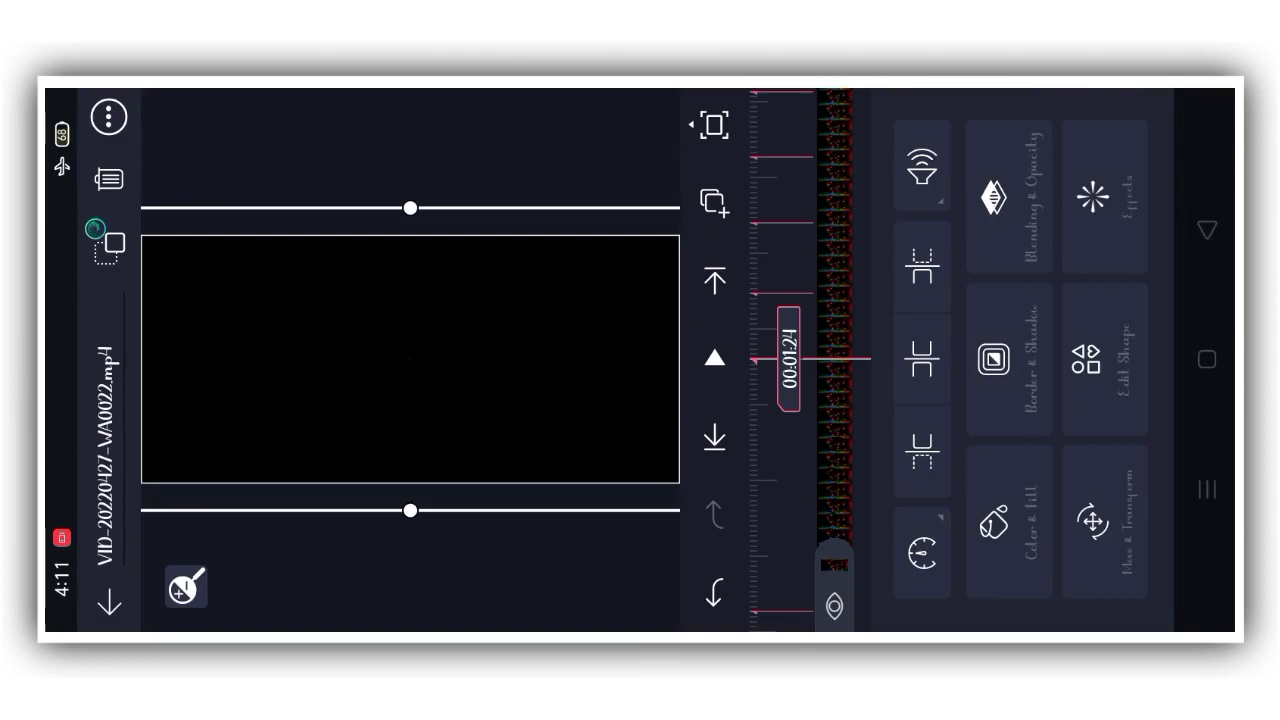 4:11
68
VID-20220427-WA0022.mp4
00:01:24
Color & Fill
Border & Shadow
Blending & Opacity
Move & Transform
Edit Shape
Effects